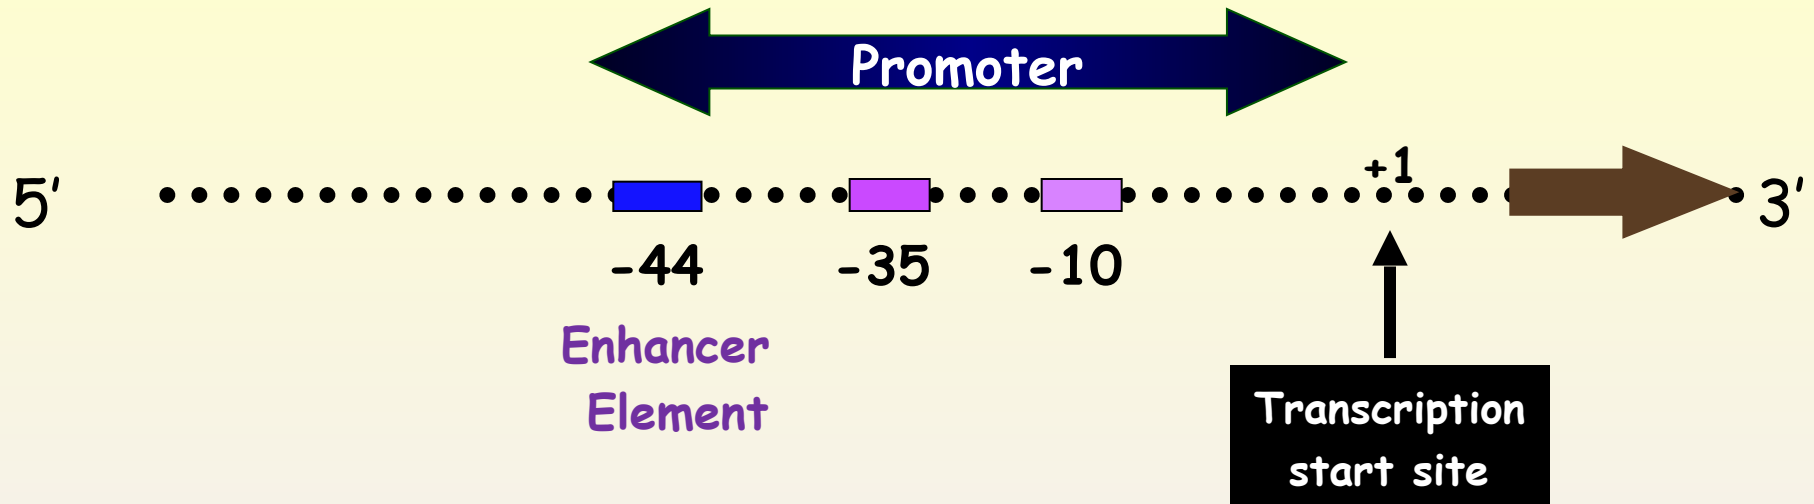 Promoter
+1
5' 3'
-44 -35 -10
Enhancer
Element
Transcription
start site